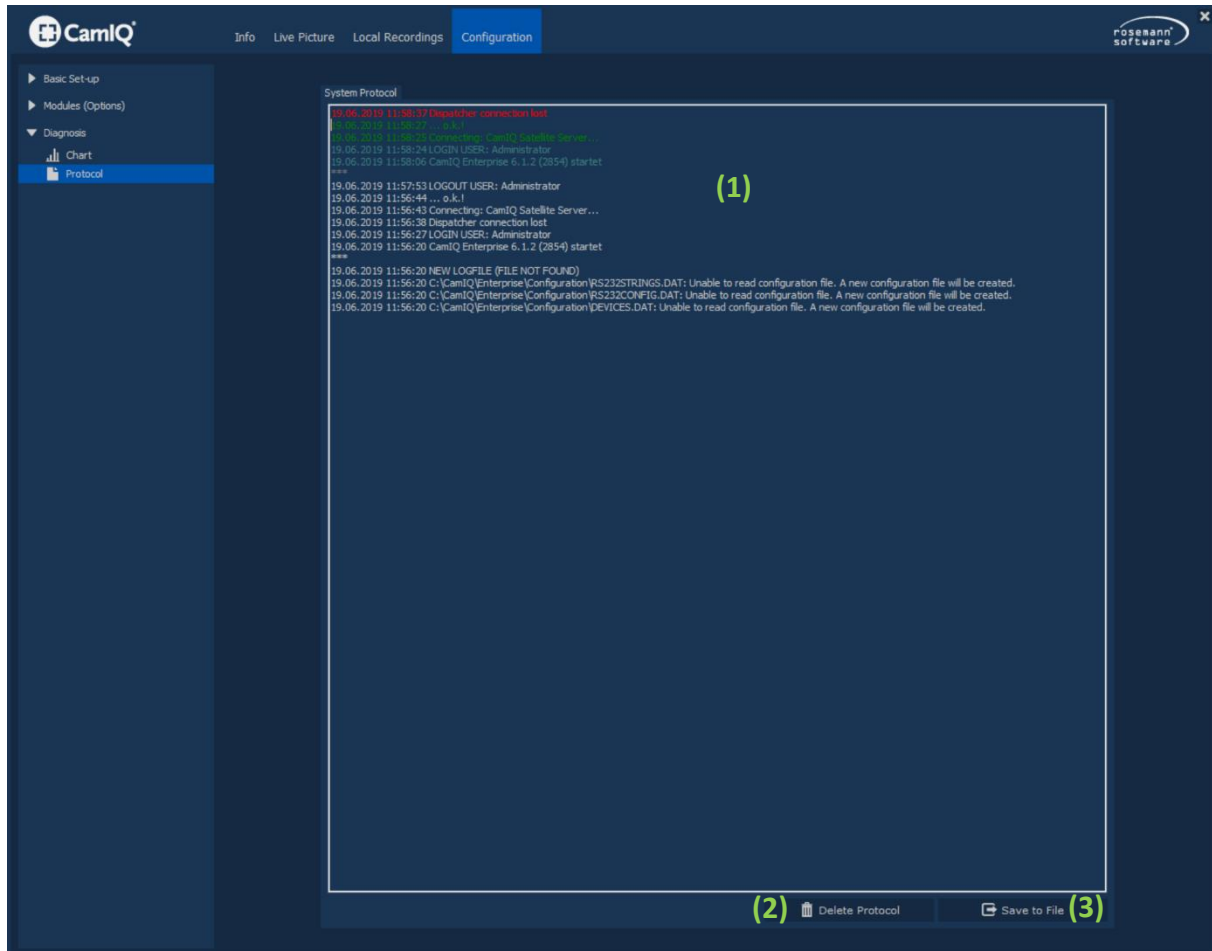 CamIQ
Info Live Picture Local Recordings Configuration
rosemann
software
Basic Set-up
Modules (Options)
Diagnosis
Chart
Protocol
System Protocol
19.06.2019 11:58:37 Dispatcher connection lost
19.06.2019 11:58:27 ... o.k.!
19.06.2019 11:58:25 Connecting: CamIQ Satellite Server...
19.06.2019 11:58:24 LOGIN USER: Administrator
19.06.2019 11:58:06 CamIQ Enterprise 6.1.2 (2854) startet
***
19.06.2019 11:57:53 LOGOUT USER: Administrator
19.06.2019 11:56:44 ... o.k.!
19.06.2019 11:56:43 Connecting: CamIQ Satellite Server...
19.06.2019 11:56:38 Dispatcher connection lost
19.06.2019 11:56:27 LOGIN USER: Administrator
19.06.2019 11:56:20 CamIQ Enterprise 6.1.2 (2854) startet
***
19.06.2019 11:56:20 NEW LOGFILE (FILE NOT FOUND)
19.06.2019 11:56:20 C:\CamIQ\Enterprise\Configuration\RS232STRINGS.DAT: Unable to read configuration file. A new configuration file will be created.
19.06.2019 11:56:20 C:\CamIQ\Enterprise\Configuration\RS232CONFIG.DAT: Unable to read configuration file. A new configuration file will be created.
19.06.2019 11:56:20 C:\CamIQ\Enterprise\Configuration\DEVICES.DAT: Unable to read configuration file. A new configuration file will be created.
(1)
(2) Delete Protocol Save to File (3)